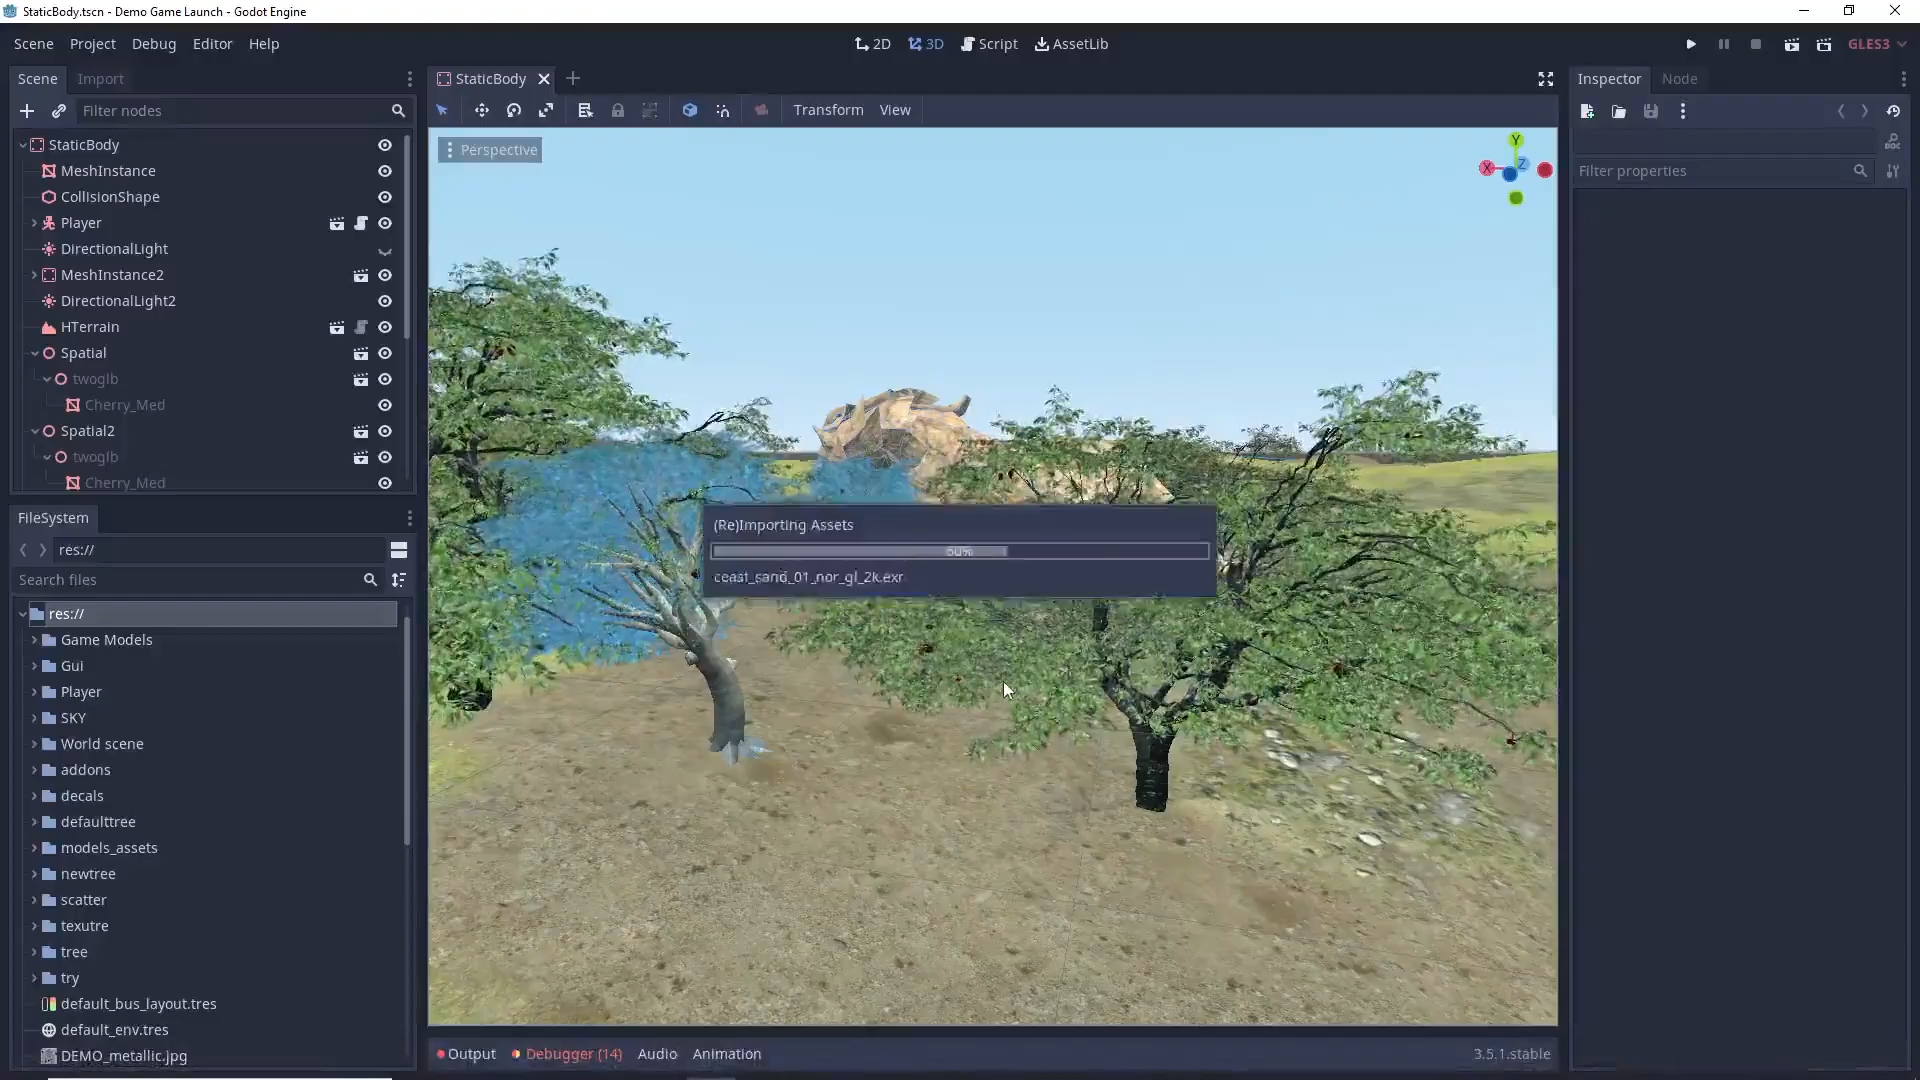 StaticBody.tscn - Demo Game Launch - Godot Engine
Scene Project Debug Editor Help
2D 3D Script AssetLib
GLES3
Scene Import
StaticBody
Inspector Node
Filter nodes
Transform View
StaticBody
MeshInstance
CollisionShape
Player
DirectionalLight
MeshInstance2
DirectionalLight2
HTerrain
Spatial
twoglb
Cherry_Med
Spatial2
twoglb
Cherry_Med
Perspective
Y
X
Z
DOC
Filter properties
(Re)Importing Assets
60%
coast_sand_01_nor_gl_2k.exr
FileSystem
res://
Search files
res://
Game Models
Gui
Player
SKY
World scene
addons
decals
defaulttree
models_assets
newtree
scatter
texutre
tree
try
default_bus_layout.tres
default_env.tres
DEMO_metallic.jpg
Output Debugger (14) Audio Animation
3.5.1.stable